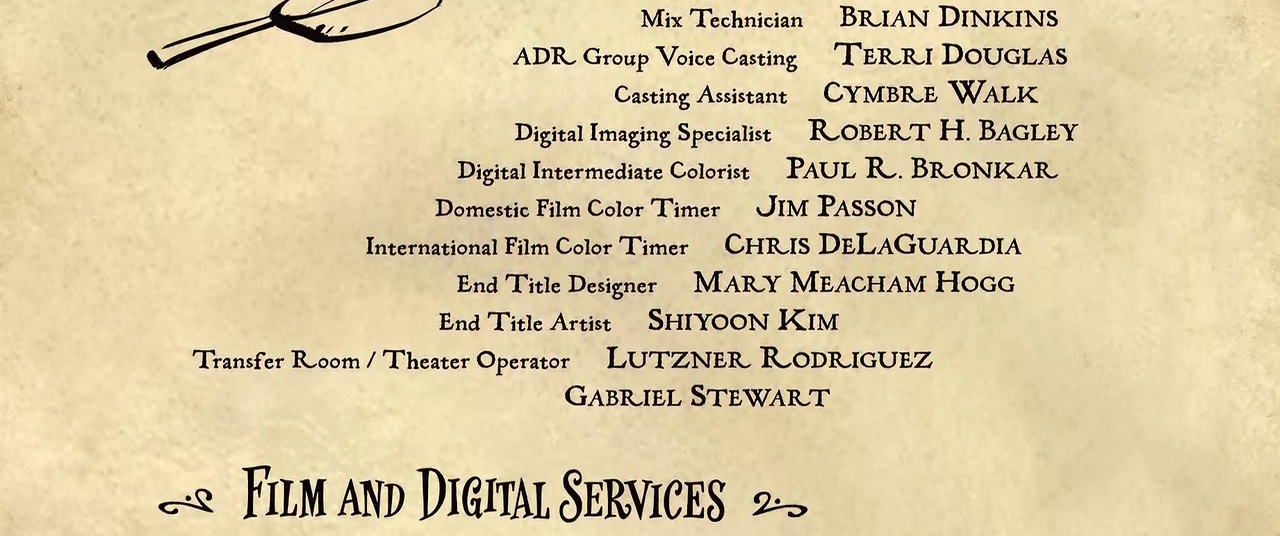 Mix Technician BRIAN DINKINS
ADR Group Voice Casting TERRI DOUGLAS
Casting Assistant CYMBRE WALK
Digital Imaging Specialist ROBERT H. BAGLEY
Digital Intermediate Colorist PAUL R. BRONKAR
Domestic Film Color Timer JIM PASSON
International Film Color Timer CHRIS DELAGUARDIA
End Title Designer MARY MEACHAM HOGG
End Title Artist SHIYOON KIM
Transfer Room / Theater Operator LUTZNER RODRIGUEZ
GABRIEL STEWART
FILM AND DIGITAL SERVICES